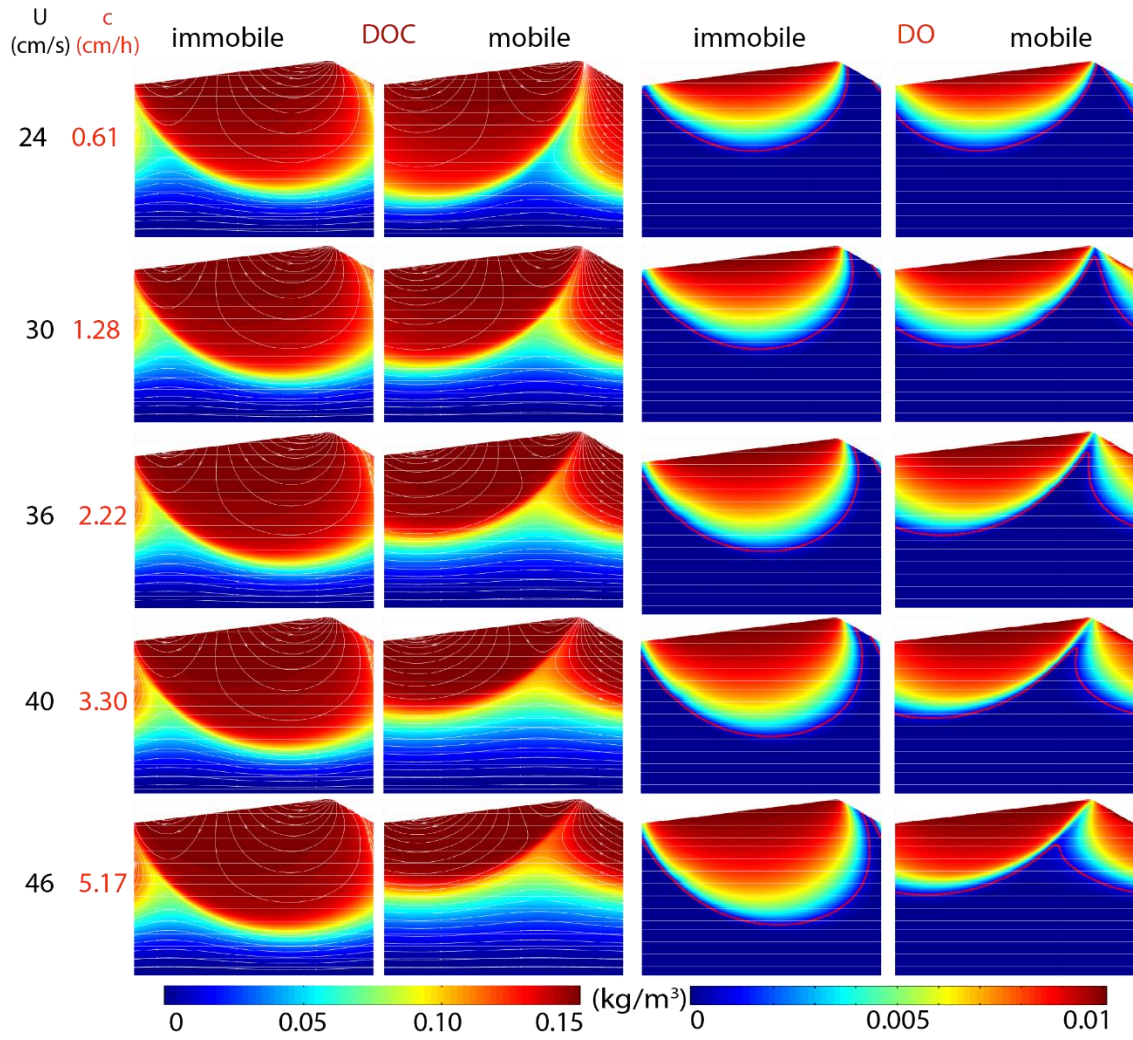 U c immobile DOC mobile immobile DO mobile
(cm/s) (cm/h)
24 0.61
30 1.28
36 2.22
40 3.30
46 5.17
0 0.05 0.10 0.15 (kg/m³) 0 0.005 0.01